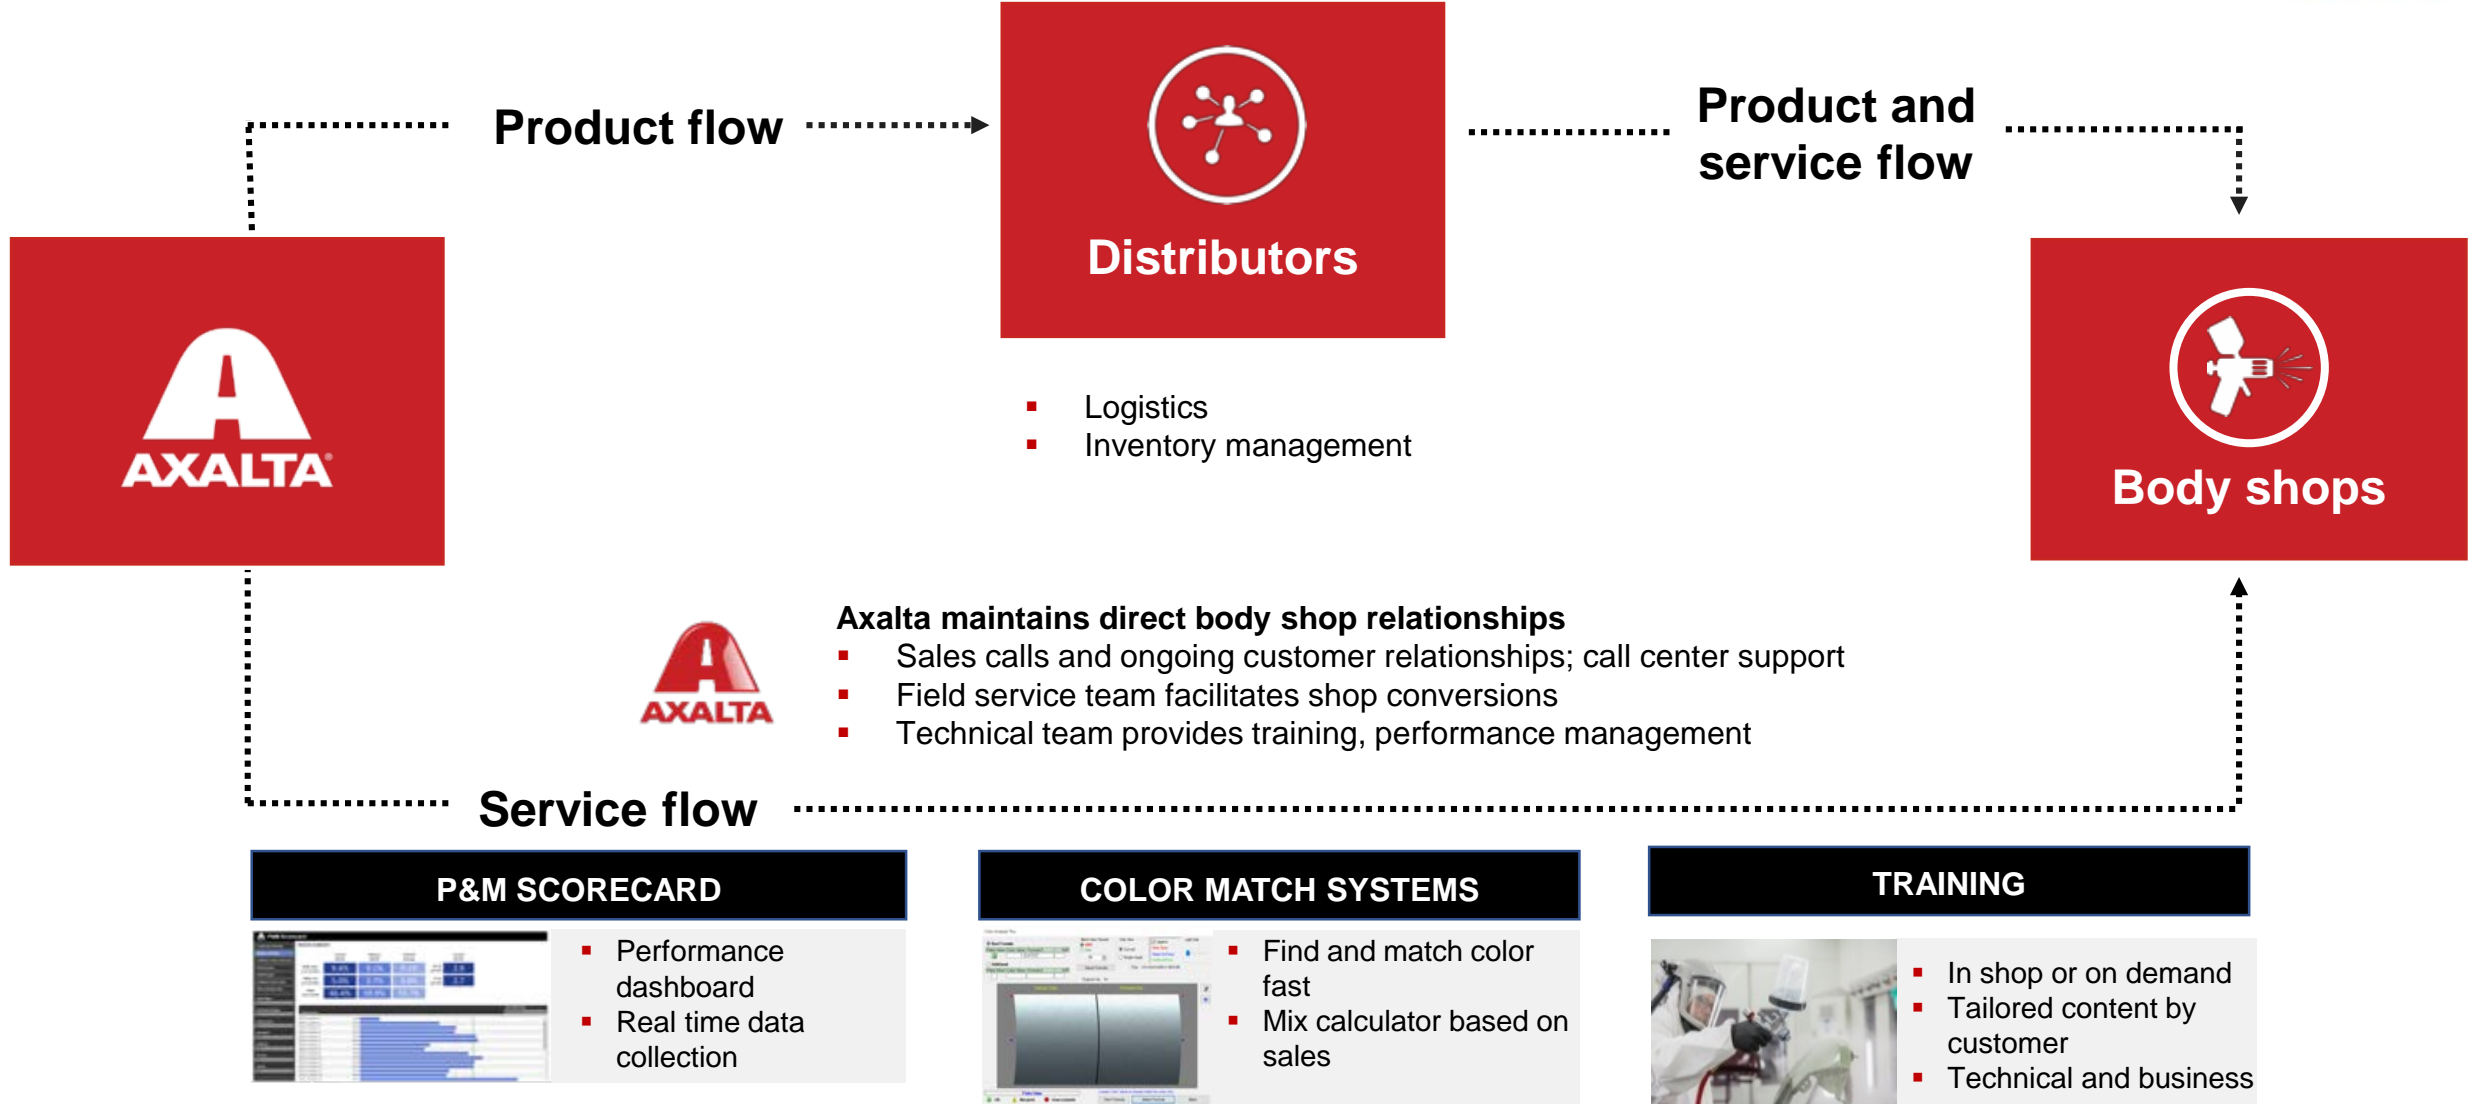 Product flow
Product and
service flow
Distributors
AXALTA
Logistics
Inventory management
Body shops
Axalta maintains direct body shop relationships
Sales calls and ongoing customer relationships; call center support
Field service team facilitates shop conversions
Technical team provides training, performance management
AXALTA
Service flow
P&M SCORECARD
Performance
dashboard
Real time data
collection
COLOR MATCH SYSTEMS
Find and match color
fast
Mix calculator based on
sales
TRAINING
In shop or on demand
Tailored content by
customer
Technical and business